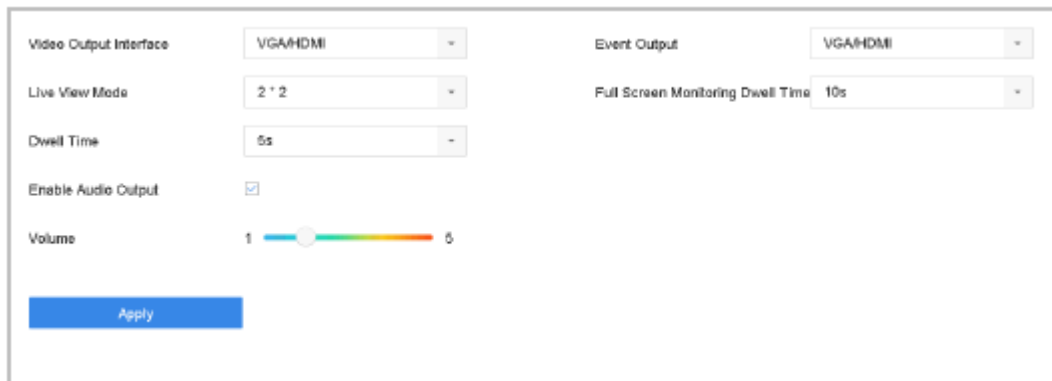 Video Output Interface VGA/HDMI Event Output VGA/HDMI
Live View Mode 2 * 2 Full Screen Monitoring Dwell Time 10s
Dwell Time 5s
Enable Audio Output
Volume 1 5
Apply